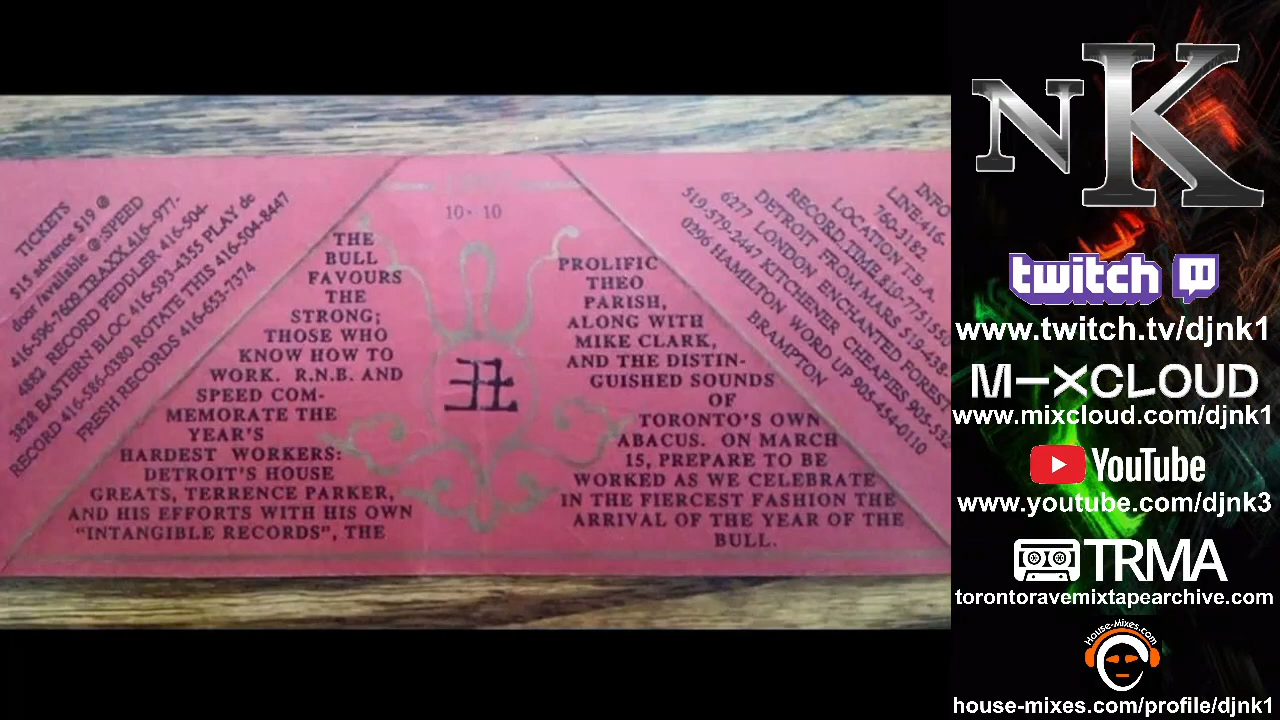 TICKETS
$15 advance $19 @
door/available @:SPEED
416-596-7609.TRAXX 416-977-
4882 RECORD PEDDLER 416-504-
3828 EASTERN BLOC 416-593-4355 PLAY de
RECORD 416-586-0380 ROTATE THIS 416-504-8447
FRESH RECORDS 416-653-7374
10- 10
THE
BULL
FAVOURS
THE
STRONG;
THOSE WHO
KNOW HOW TO
WORK. R.N.B. AND
SPEED COM-
MEMORATE THE
YEAR'S
HARDEST WORKERS:
DETROIT'S HOUSE
GREATS, TERRENCE PARKER,
AND HIS EFFORTS WITH HIS OWN
"INTANGIBLE RECORDS", THE
丑
PROLIFIC
THEO
PARISH,
ALONG WITH
MIKE CLARK,
AND THE DISTIN-
GUISHED SOUNDS
OF
TORONTO'S OWN
ABACUS. ON MARCH
15, PREPARE TO BE
WORKED AS WE CELEBRATE
IN THE FIERCEST FASHION THE
ARRIVAL OF THE YEAR OF THE
BULL.
INFO
LINE-416-
760-3182.
LOCATION T.B.A.
RECORD.TIME 810-775-1550
DETROIT FROM MARS 519-438-
6277 LONDON ENCHANTED FOREST
519-579-2447 KITCHENER CHEAPIES 905-52
0296 HAMILTON WORD UP 905-454-0110
BRAMPTON
NK
twitch
www.twitch.tv/djnk1
M-XCLOUD
www.mixcloud.com/djnk1
YouTube
www.youtube.com/djnk3
TRMA
torontoravemixtapearchive.com
House-Mixes.com
house-mixes.com/profile/djnk1